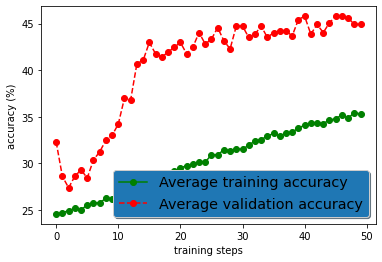 45
40
35
30
25
accuracy (%)
Average training accuracy
Average validation accuracy
0 10 20 30 40 50
training steps